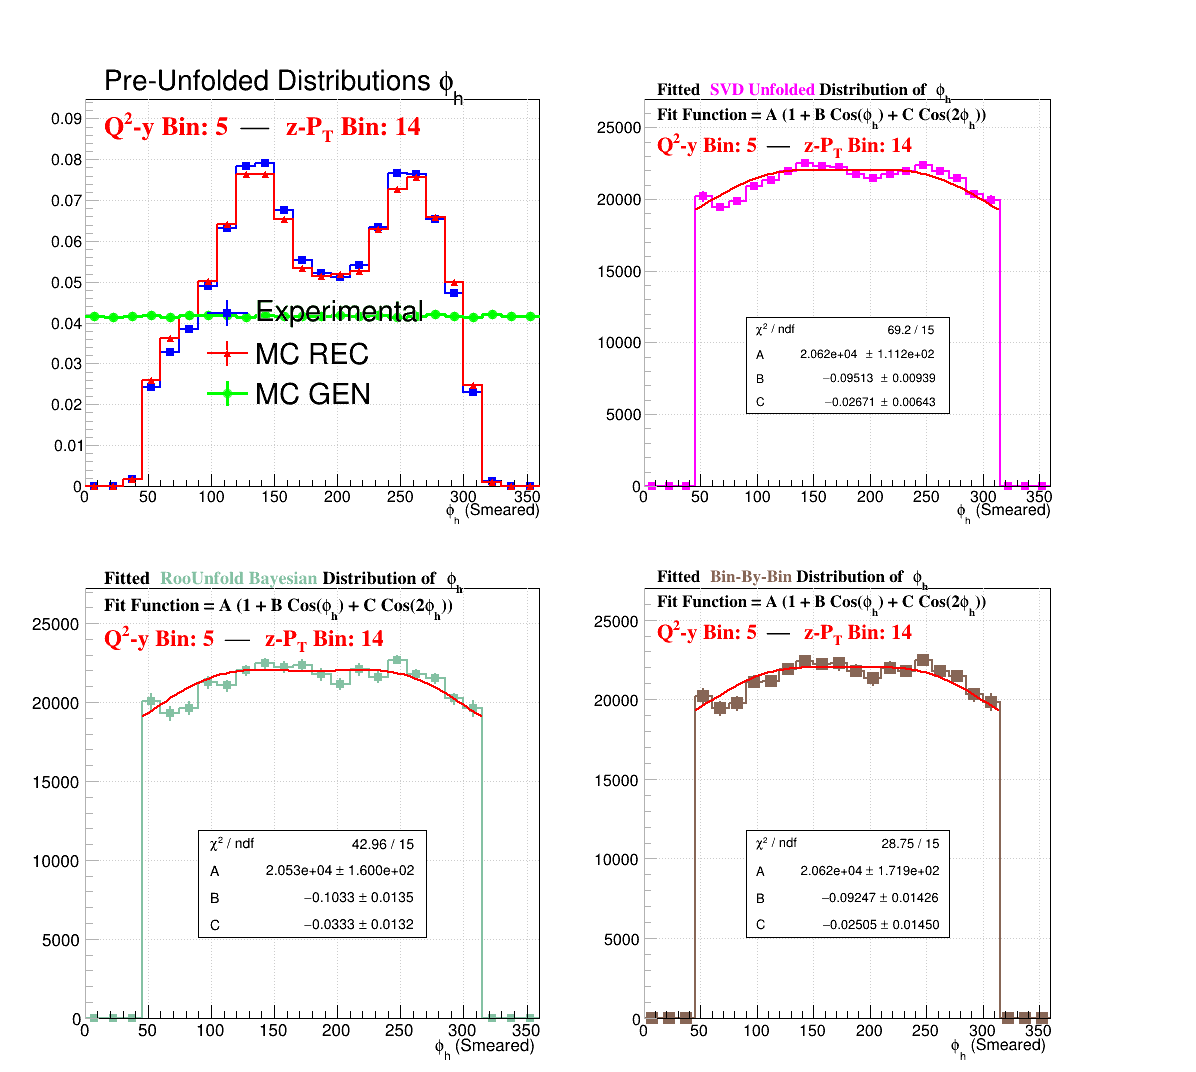 Pre-Unfolded Distributions ϕh
Q²-y Bin: 5 — z-PT Bin: 14
0.09
0.08
0.07
0.06
0.05
0.04
0.03
0.02
0.01
0
Experimental
MC REC
MC GEN
0 50 100 150 200 250 300 350
ϕh (Smeared)
Fitted SVD Unfolded Distribution of ϕh
Fit Function = A (1 + B Cos(ϕh) + C Cos(2ϕh))
Q²-y Bin: 5 — z-PT Bin: 14
25000
20000
15000
10000
5000
0
χ² / ndf 69.2 / 15
A 2.062e+04 ± 1.112e+02
B −0.09513 ± 0.00939
C −0.02671 ± 0.00643
0 50 100 150 200 250 300 350
ϕh (Smeared)
Fitted RooUnfold Bayesian Distribution of ϕh
Fit Function = A (1 + B Cos(ϕh) + C Cos(2ϕh))
Q²-y Bin: 5 — z-PT Bin: 14
25000
20000
15000
10000
5000
0
χ² / ndf 42.96 / 15
A 2.053e+04 ± 1.600e+02
B −0.1033 ± 0.0135
C −0.0333 ± 0.0132
0 50 100 150 200 250 300 350
ϕh (Smeared)
Fitted Bin-By-Bin Distribution of ϕh
Fit Function = A (1 + B Cos(ϕh) + C Cos(2ϕh))
Q²-y Bin: 5 — z-PT Bin: 14
25000
20000
15000
10000
5000
0
χ² / ndf 28.75 / 15
A 2.062e+04 ± 1.719e+02
B −0.09247 ± 0.01426
C −0.02505 ± 0.01450
0 50 100 150 200 250 300 350
ϕh (Smeared)